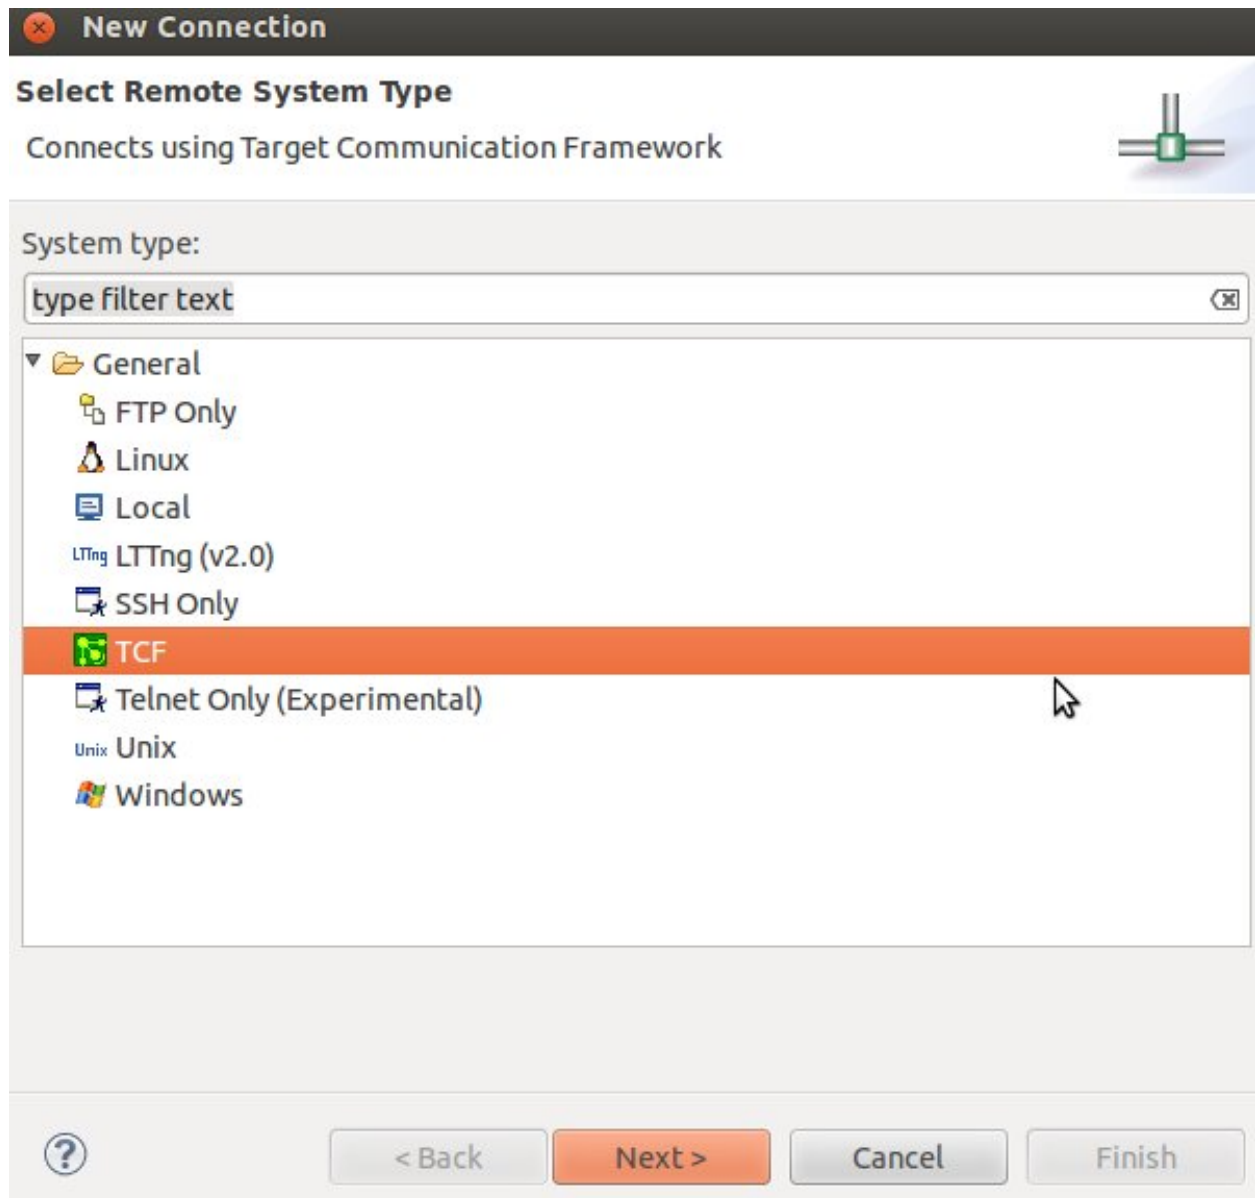 New Connection
Select Remote System Type
Connects using Target Communication Framework
System type:
type filter text
General
FTP Only
Linux
Local
LTTng LTTng (v2.0)
SSH Only
TCF
Telnet Only (Experimental)
Unix Unix
Windows
? < Back Next > Cancel Finish